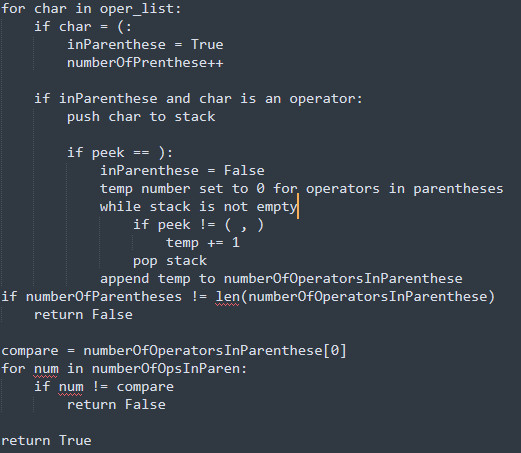 for char in oper_list:
    if char = (:
        inParenthese = True
        numberOfPrenthese++
    if inParenthese and char is an operator:
        push char to stack
        if peek == ):
            inParenthese = False
            temp number set to 0 for operators in parentheses
            while stack is not empty
                if peek != ( , )
                    temp += 1
                pop stack
            append temp to numberOfOperatorsInParenthese
if numberOfParentheses != len(numberOfOperatorsInParenthese)
    return False
compare = numberOfOperatorsInParenthese[0]
for num in numberOfOpsInParen:
    if num != compare
        return False
return True